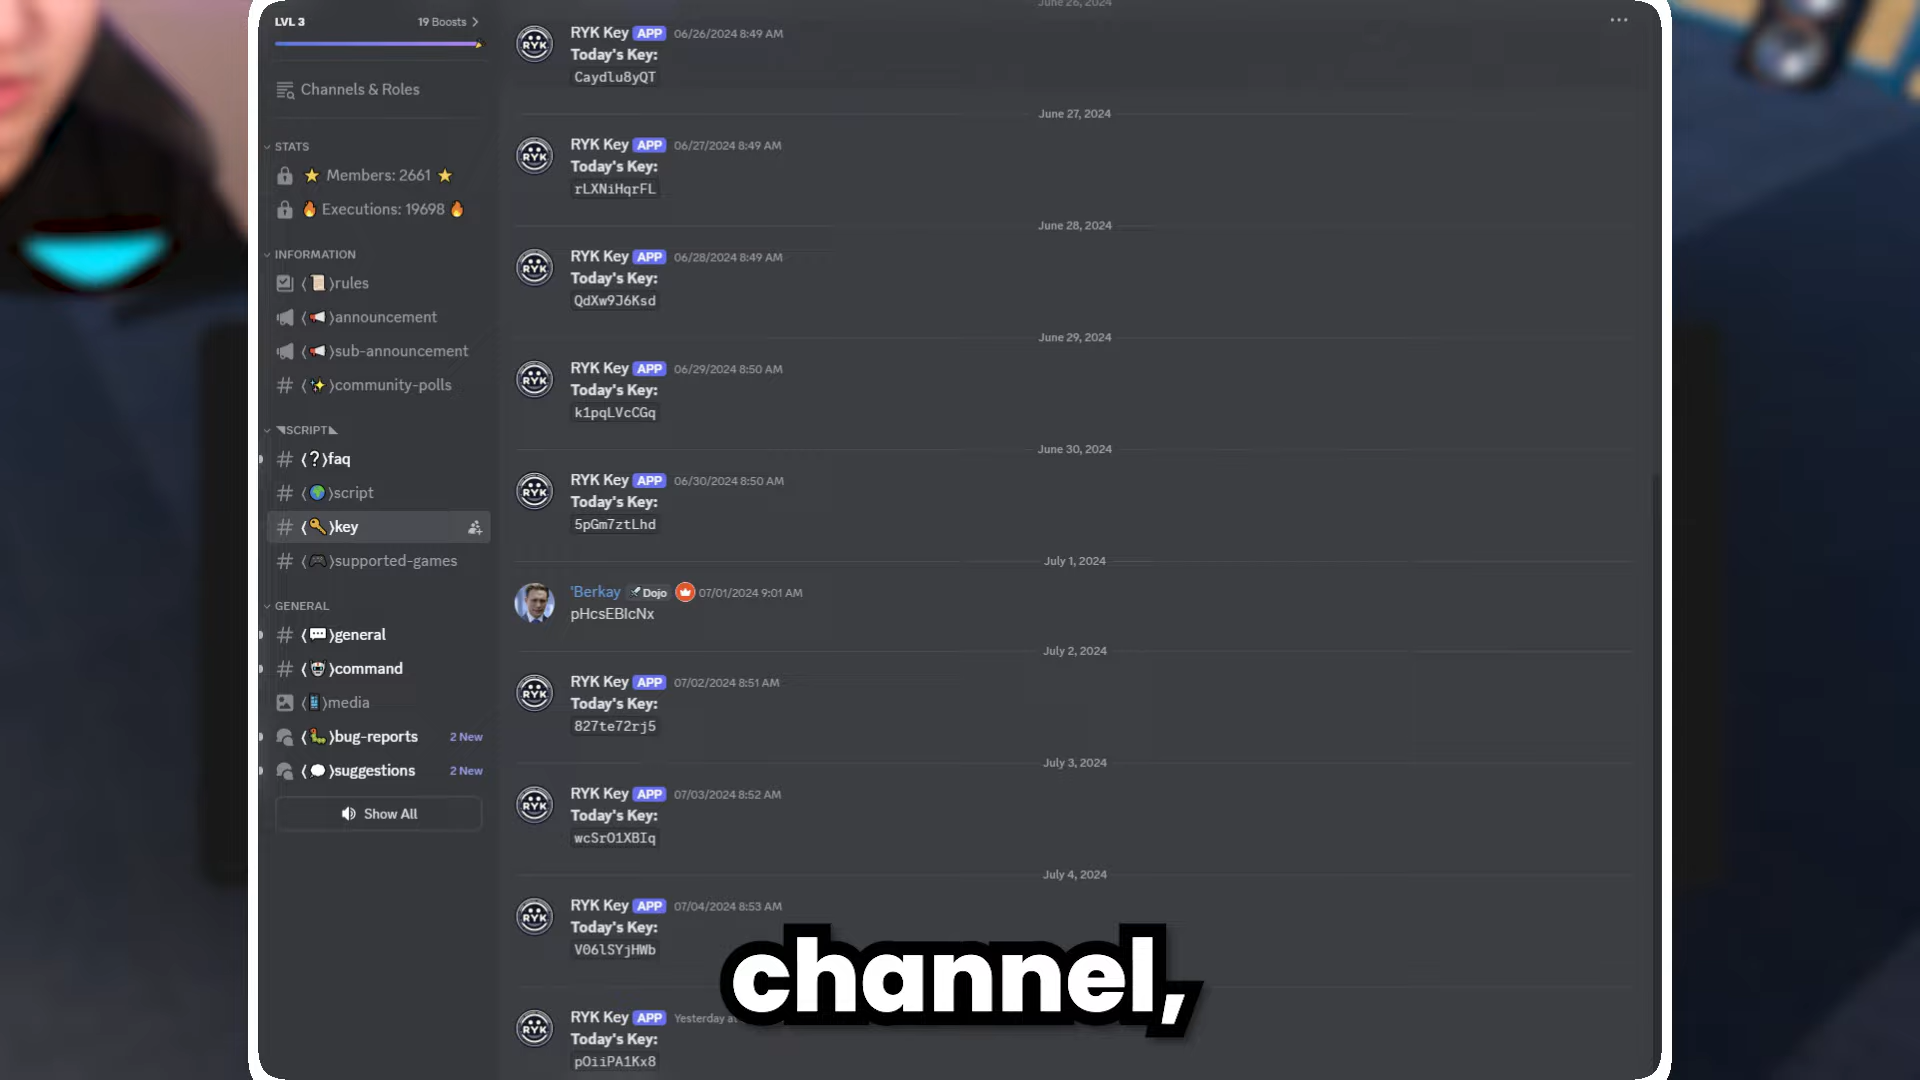 LVL 3
19 Boosts
Channels & Roles
STATS
Members: 2661
Executions: 19698
INFORMATION
rules
announcement
sub-announcement
community-polls
SCRIPT
faq
script
key
supported-games
GENERAL
general
command
media
bug-reports 2 New
suggestions 2 New
Show All
June 26, 2024
RYK Key APP 06/26/2024 8:49 AM
Today's Key:
Caydlu8yQT
June 27, 2024
RYK Key APP 06/27/2024 8:49 AM
Today's Key:
rLXNiHqrFL
June 28, 2024
RYK Key APP 06/28/2024 8:49 AM
Today's Key:
QdXw9J6Ksd
June 29, 2024
RYK Key APP 06/29/2024 8:50 AM
Today's Key:
k1pqLVcCGq
June 30, 2024
RYK Key APP 06/30/2024 8:50 AM
Today's Key:
5pGm7ztLhd
July 1, 2024
'Berkay Dojo 07/01/2024 9:01 AM
pHcsEBlcNx
July 2, 2024
RYK Key APP 07/02/2024 8:51 AM
Today's Key:
827te72rj5
July 3, 2024
RYK Key APP 07/03/2024 8:52 AM
Today's Key:
wcSrO1XBIq
July 4, 2024
RYK Key APP 07/04/2024 8:53 AM
Today's Key:
V06lSYjHWb
channel,
RYK Key APP Yesterday at
Today's Key:
pOiiPA1Kx8